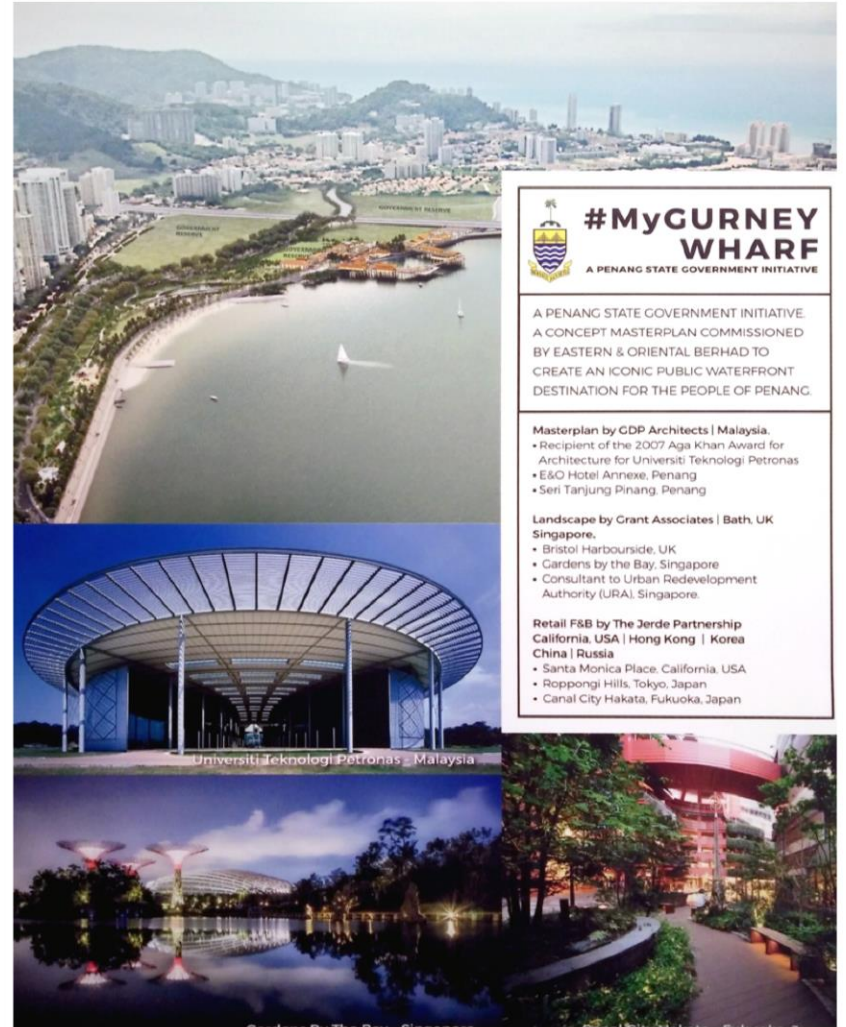 GOVERNMENT RESERVE
GOVERNMENT
RESERVE
#MyGURNEY
WHARF
A PENANG STATE GOVERNMENT INITIATIVE
A PENANG STATE GOVERNMENT INITIATIVE.
A CONCEPT MASTERPLAN COMMISSIONED
BY EASTERN & ORIENTAL BERHAD TO
CREATE AN ICONIC PUBLIC WATERFRONT
DESTINATION FOR THE PEOPLE OF PENANG.
Masterplan by GDP Architects | Malaysia.
• Recipient of the 2007 Aga Khan Award for
Architecture for Universiti Teknologi Petronas
• E&O Hotel Annexe, Penang
• Seri Tanjung Pinang, Penang
Landscape by Grant Associates | Bath, UK
Singapore.
• Bristol Harbourside, UK
• Gardens by the Bay, Singapore
• Consultant to Urban Redevelopment
Authority (URA), Singapore.
Retail F&B by The Jerde Partnership
California, USA | Hong Kong | Korea
China | Russia
• Santa Monica Place, California, USA
• Roppongi Hills, Tokyo, Japan
• Canal City Hakata, Fukuoka, Japan
Universiti Teknologi Petronas - Malaysia